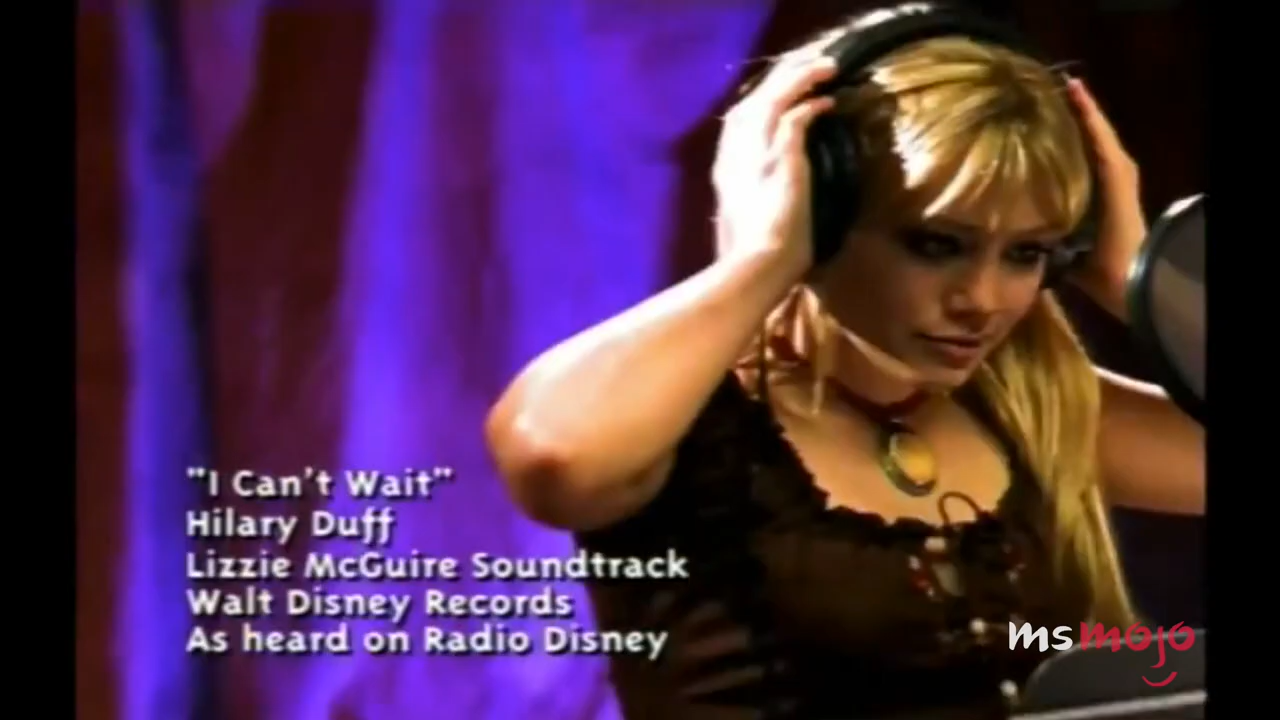 "I Can't Wait"
Hilary Duff
Lizzie McGuire Soundtrack
Walt Disney Records
As heard on Radio Disney
msmojo